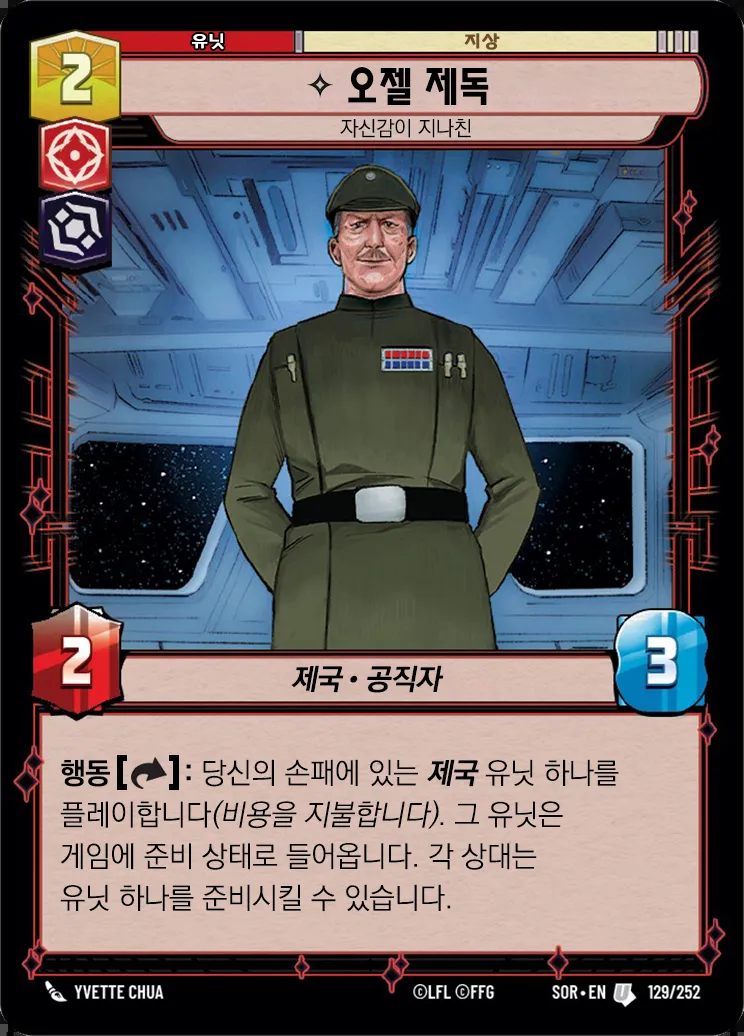 유닛
지상
2
✧ 오젤 제독
자신감이 지나친
2
제국 • 공직자
3
행동[]: 당신의 손패에 있는 제국 유닛 하나를
플레이합니다(비용을 지불합니다). 그 유닛은
게임에 준비 상태로 들어옵니다. 각 상대는
유닛 하나를 준비시킬 수 있습니다.
YVETTE CHUA
©LFL ©FFG
SOR • EN U 129/252